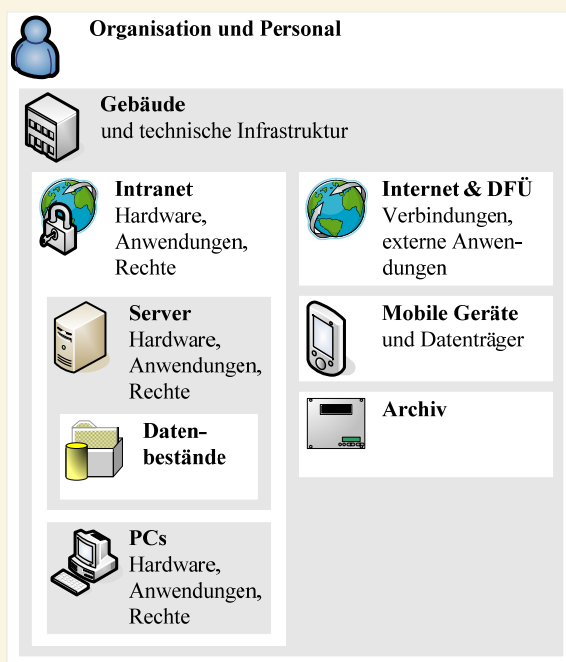 Organisation und Personal
Gebäude
und technische Infrastruktur
Intranet
Hardware,
Anwendungen,
Rechte
Server
Hardware,
Anwendungen,
Rechte
Daten-
bestände
PCs
Hardware,
Anwendungen,
Rechte
Internet & DFÜ
Verbindungen,
externe Anwen-
dungen
Mobile Geräte
und Datenträger
Archiv